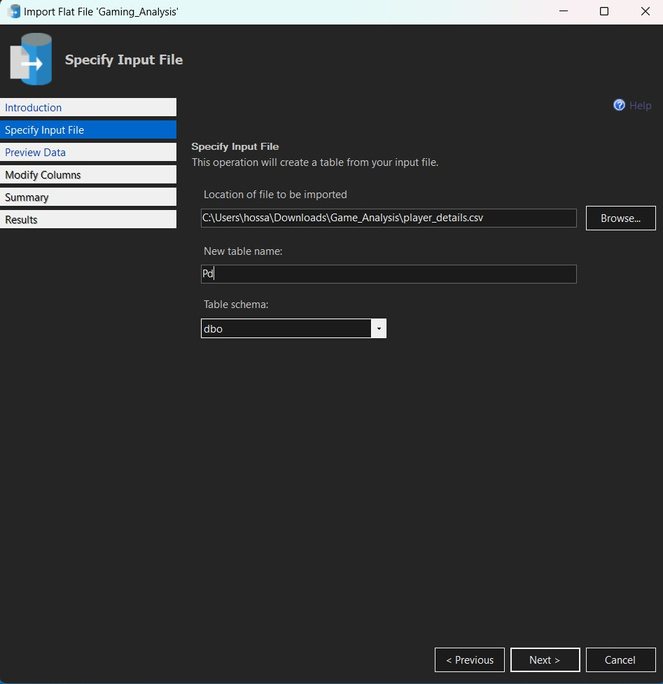 Import Flat File 'Gaming_Analysis'
Specify Input File
Introduction
Specify Input File
Preview Data
Modify Columns
Summary
Results
Help
Specify Input File
This operation will create a table from your input file.
Location of file to be imported
C:\Users\hossa\Downloads\Game_Analysis\player_details.csv
Browse...
New table name:
Pd
Table schema:
dbo
< Previous
Next >
Cancel